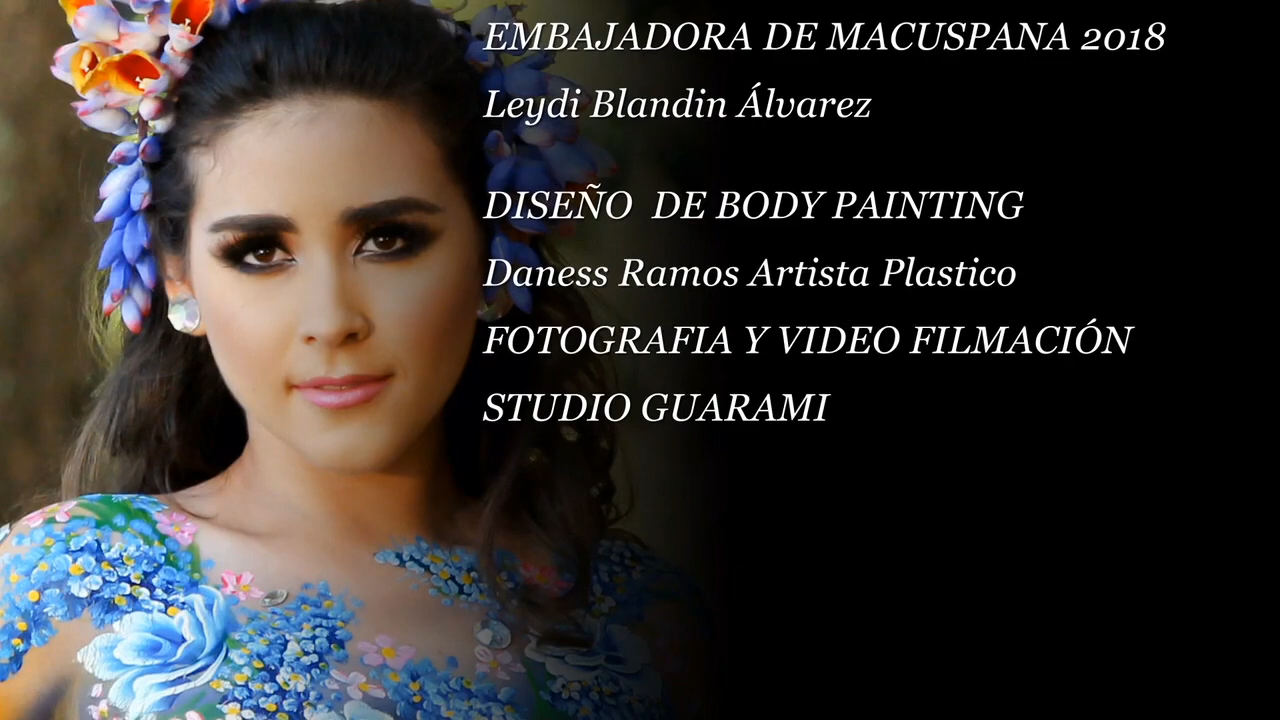 EMBAJADORA DE MACUSPANA 2018
Leydi Blandin Álvarez
DISEÑO DE BODY PAINTING
Daness Ramos Artista Plastico
FOTOGRAFIA Y VIDEO FILMACIÓN
STUDIO GUARAMI